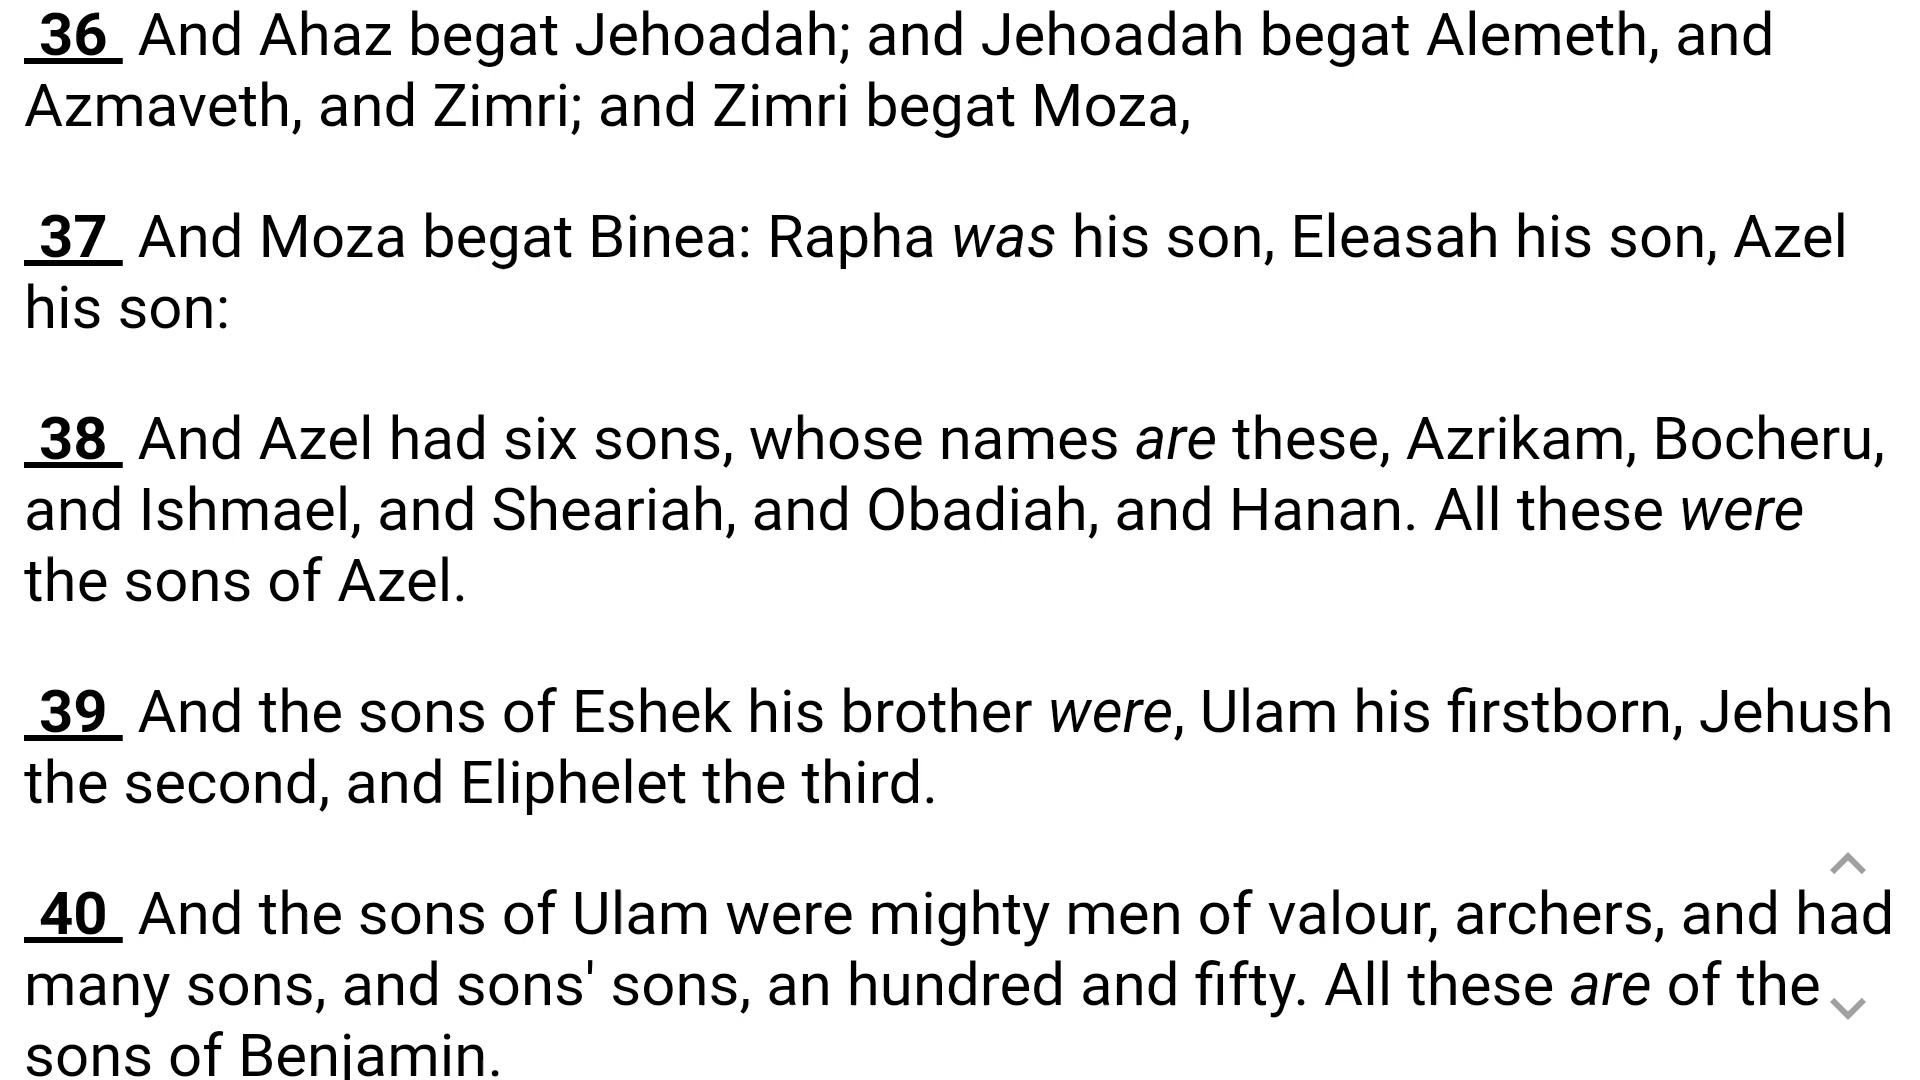 36 And Ahaz begat Jehoadah; and Jehoadah begat Alemeth, and
Azmaveth, and Zimri; and Zimri begat Moza,
37 And Moza begat Binea: Rapha was his son, Eleasah his son, Azel
his son:
38 And Azel had six sons, whose names are these, Azrikam, Bocheru,
and Ishmael, and Sheariah, and Obadiah, and Hanan. All these were
the sons of Azel.
39 And the sons of Eshek his brother were, Ulam his firstborn, Jehush
the second, and Eliphelet the third.
40 And the sons of Ulam were mighty men of valour, archers, and had
many sons, and sons' sons, an hundred and fifty. All these are of the
sons of Benjamin.